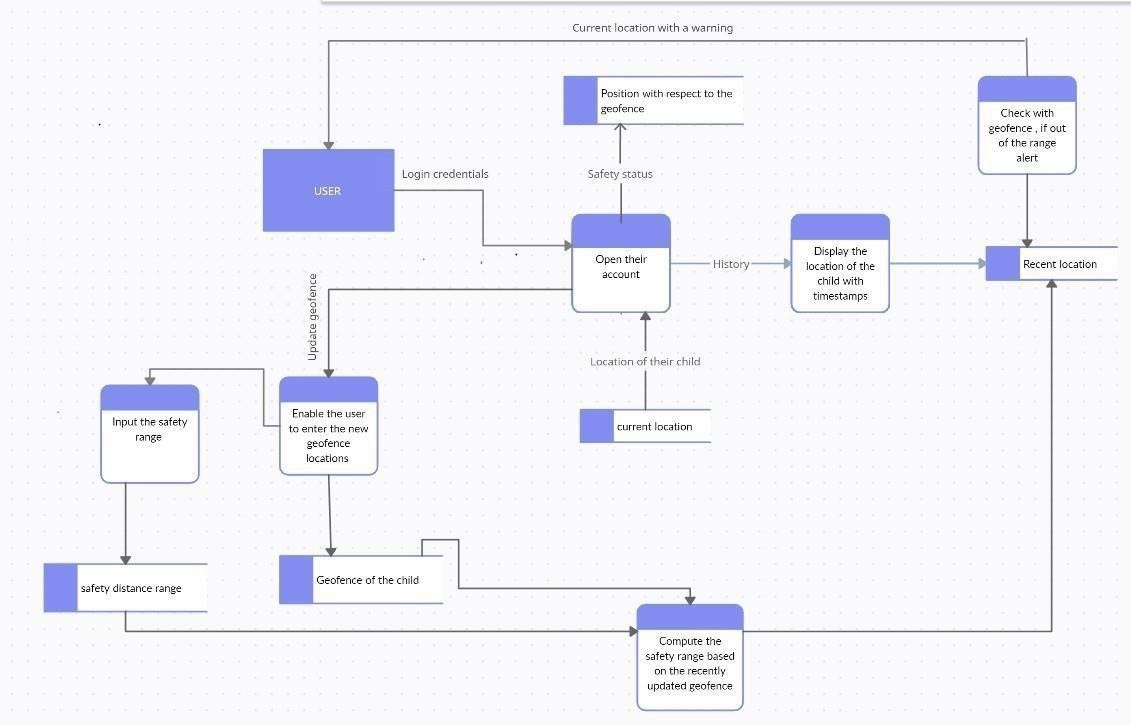 Current location with a warning
Position with respect to the
geofence
Check with
geofence , if out
of the range
alert
USER
Login credentials
Safety status
Open their
account
History
Display the
location of the
child with
timestamps
Recent location
Update geofence
Location of their child
Input the safety
range
Enable the user
to enter the new
geofence
locations
current location
safety distance range
Geofence of the child
Compute the
safety range based
on the recently
updated geofence